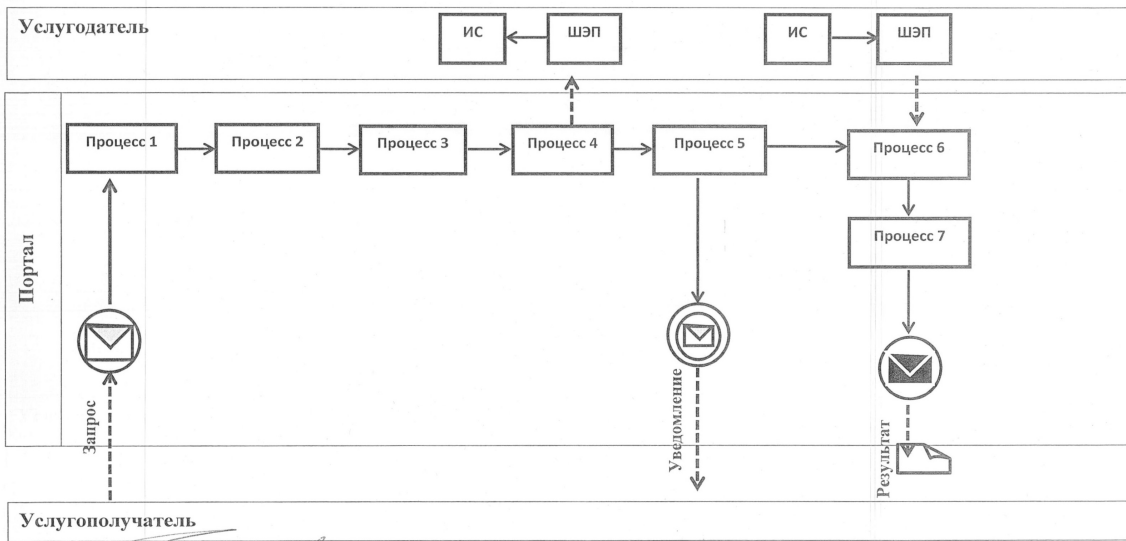 Услугодатель
ИС
ШЭП
ИС
ШЭП
Портал
Процесс 1
Процесс 2
Процесс 3
Процесс 4
Процесс 5
Процесс 6
Процесс 7
Запрос
Уведомление
Результат
Услугополучатель